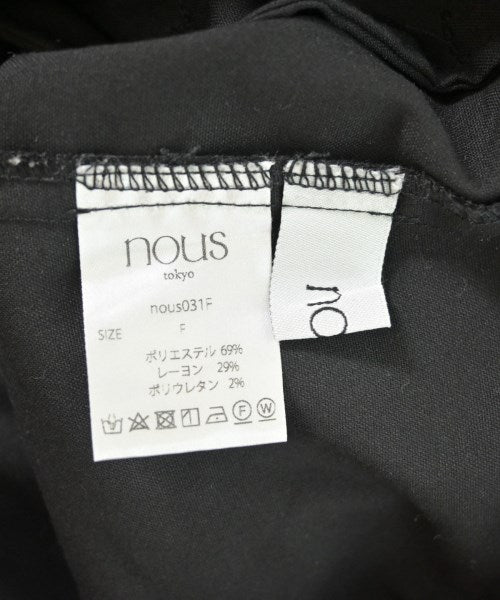 nous
tokyo
nous031F
SIZE F
ポリエステル 69%
レーヨン 29%
ポリウレタン 2%
F W
no